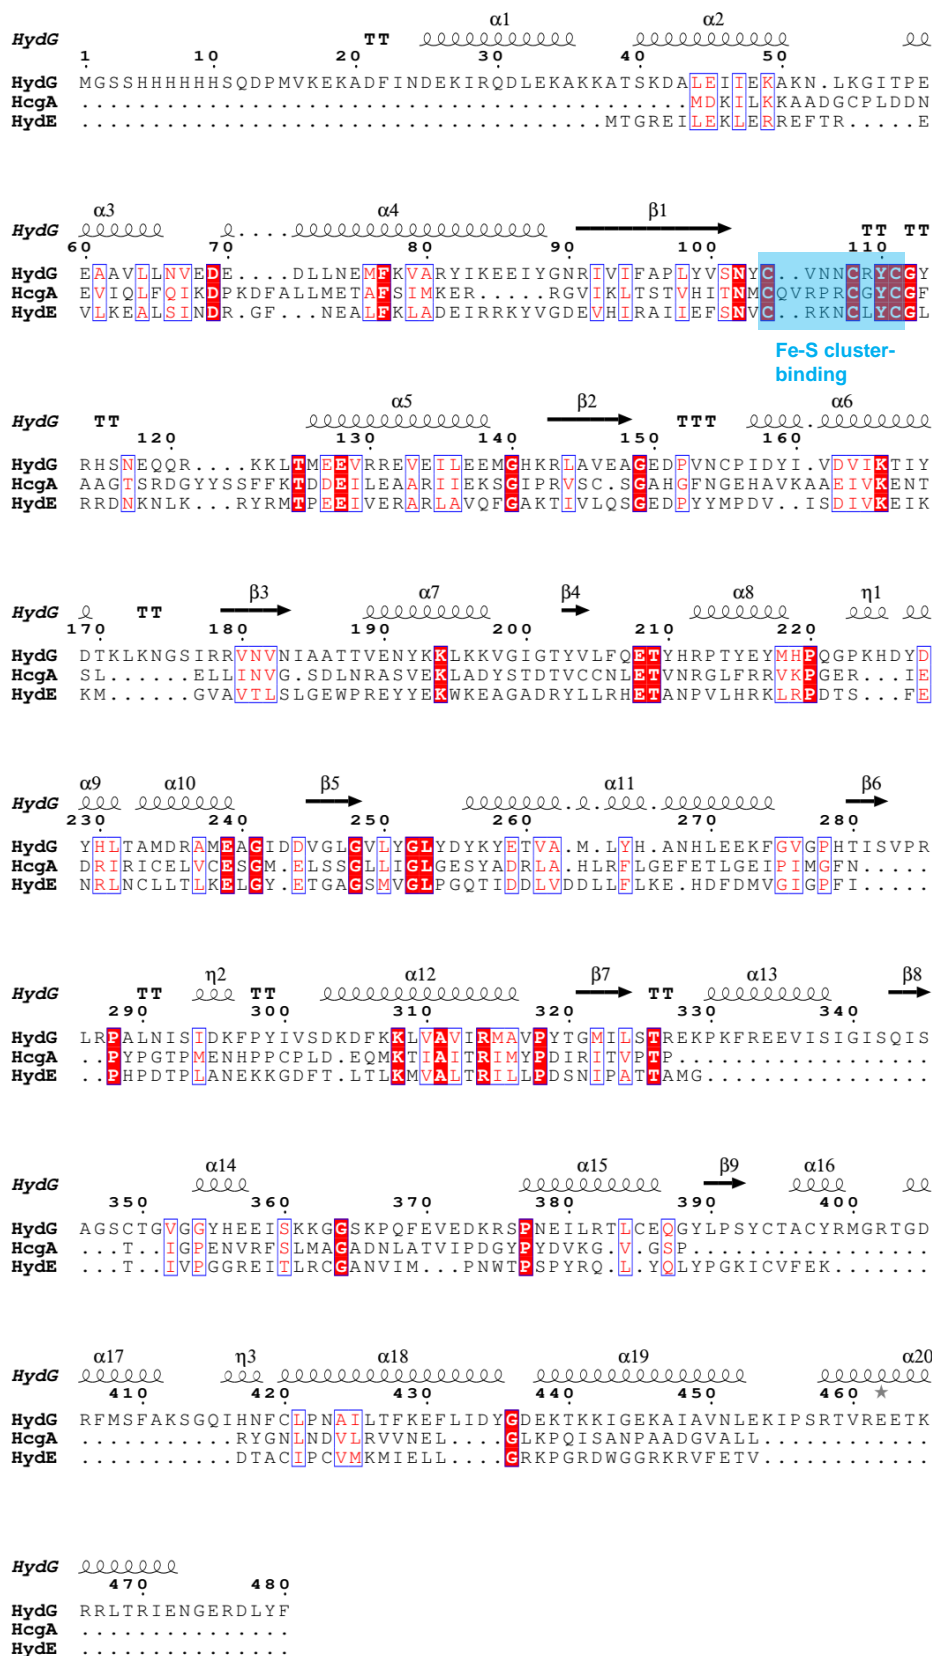 α1 α2
HydG TT
1 10 20 30 40 50
HydG MGSSHHHHHHSQDPMVKEKADFINDEKIRQDLEKAKKATSKDALEIIEKAKN.LKGITPE
HcgA ...........................................MDKILKKAADGCPLDDN
HydE .....................................MTGREILEKLERREFTR.....E
α3 α4 β1
HydG TT TT
60 70 80 90 100 110
HydG EAAVLLNVEDE....DLLNEMFKVARYIKEEIYGNRIVIFAPLYVSNYC..VNNCRYCGY
HcgA EVIQLFQIKDPKDFALLMETAFSIMKER.....RGVIKLTSTVHITNMCQVRPRCGYCGF
HydE VLKEALSINDR.GF...NEALFKLADEIRRKYVGDEVHIRAIIEFSNVC..RKNCLYCGL
Fe-S cluster-
binding
α5 β2 α6
HydG TT TTT
120 130 140 150 160
HydG RHSNEQQR....KKLTMEEVRREVEILEEMGHKRLAVEAGEDPVNCPIDYI.VDVIKTIY
HcgA AAGTSRDGYYSSFFKTDDEILEAARIIEKSGIPRVSC.SGAHGFNGEHAVKAAEIVKENT
HydE RRDNKNLK...RYRMTPEEIVERARLAVQFGAKTIVLQSGEDPYYMPDV..ISDIVKEIK
β3 α7 β4 α8 η1
HydG TT
170 180 190 200 210 220
HydG DTKLKNGSIRRVNVNIAATTVENYKKLKKVGIGTYVLFQETYHRPTYEYMHPQGPKHDYD
HcgA SL......ELLINVG.SDLNRASVEKLADYSTDTVCCNLETVNRGLFRRVKPGER...IE
HydE KM......GVAVTLSLGEWPREYYEKWKEAGADRYLLRHETANPVLHRKLRPDTS...FE
α9 α10 β5 α11 β6
HydG
230 240 250 260 270 280
HydG YHLTAMDRAMEAGIDDVGLGVLYGLYDYKYETVA.M.LYH.ANHLEEKFGVGPHTISVPR
HcgA DRIRICELVCESGM.ELSSGLLIGLGESYADRLA.HLRFLGEFETLGEIPIMGFN.....
HydE NRLNCLLTLKELGY.ETGAGSMVGLPGQTIDDLVDDLLFLKE.HDFDMVGIGPFI.....
η2 α12 β7 α13 β8
HydG TT TT TT
290 300 310 320 330 340
HydG LRPALNISIDKFPYIVSDKDFKKLVAVIRMAVPYTGMILSTREKPKFREEVISIGISQIS
HcgA ..PYPGTPMENHPPCPLD.EQMKTIAITRIMYPDIRITVPTP..................
HydE ..PHPDTPLANEKKGDFT.LTLKMVALTRILLPDSNIPATTAMG................
α14 α15 β9 α16
HydG
350 360 370 380 390 400
HydG AGSCTGVGGYHEEISKKGGSKPQFEVEDKRSPNEILRTLCEQGYLPSYCTACYRMGRTGD
HcgA ...T..IGPENVRFSLMAGADNLATVIPDGYPYDVKG.V.GSP.................
HydE ...T..IVPGGREITLRCGANVIM...PNWTPSPYRQ.L.YQLYPGKICVFEK.......
α17 η3 α18 α19 α20
HydG
410 420 430 440 450 460 ★
HydG RFMSFAKSGQIHNFCLPNAILTFKEFLIDYGDEKTKKIGEKAIAVNLEKIPSRTVREETK
HcgA ...........RYGNLNDVLRVVNEL....GLKPQISANPAADGVALL............
HydE ...........DTACIPCVMKMIELL....GRKPGRDWGGRKRVFETV............
HydG
470 480
HydG RRLTRIENGERDLYF
HcgA ...............
HydE ...............